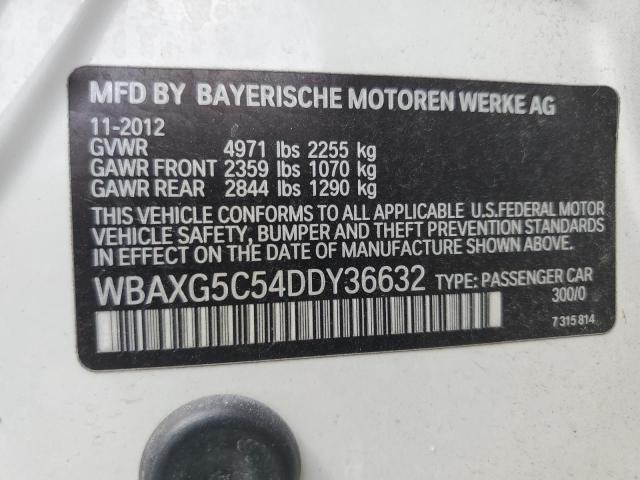 MFD BY BAYERISCHE MOTOREN WERKE AG
11-2012
GVWR 4971 lbs 2255 kg
GAWR FRONT 2359 lbs 1070 kg
GAWR REAR 2844 lbs 1290 kg
THIS VEHICLE CONFORMS TO ALL APPLICABLE U.S.FEDERAL MOTOR
VEHICLE SAFETY, BUMPER AND THEFT PREVENTION STANDARDS
IN EFFECT ON THE DATE OF MANUFACTURE SHOWN ABOVE.
WBAXG5C54DDY36632 TYPE: PASSENGER CAR
300/0
7 315 814